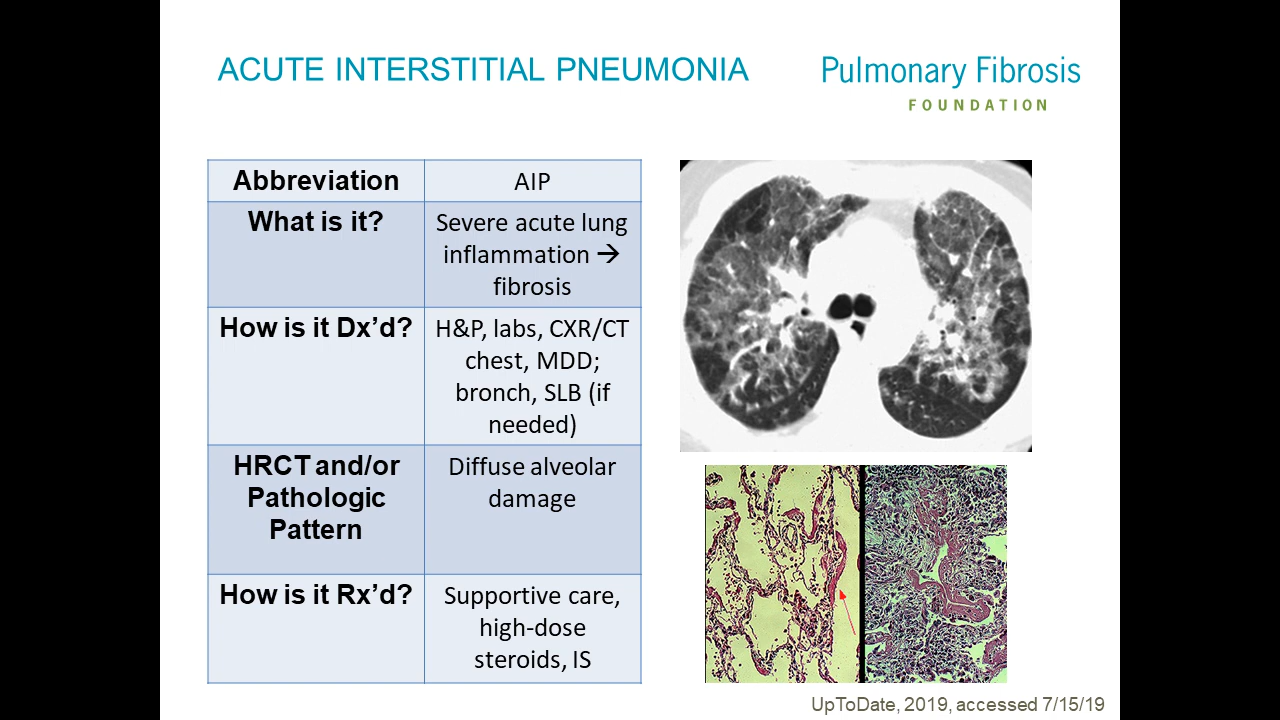 ACUTE INTERSTITIAL PNEUMONIA
Pulmonary Fibrosis
FOUNDATION
Abbreviation
AIP
What is it?
Severe acute lung
inflammation →
fibrosis
How is it Dx’d?
H&P, labs, CXR/CT
chest, MDD;
bronch, SLB (if
needed)
HRCT and/or
Pathologic
Pattern
Diffuse alveolar
damage
How is it Rx’d?
Supportive care,
high-dose
steroids, IS
UpToDate, 2019, accessed 7/15/19